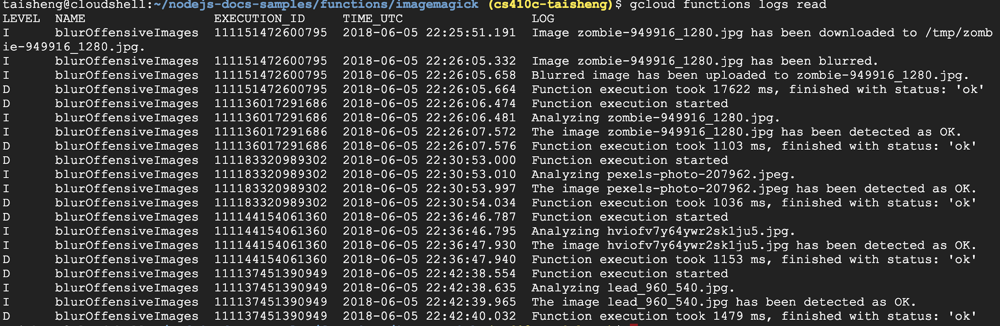 taisheng@cloudshell:~/nodejs-docs-samples/functions/imagemagick (cs410c-taisheng)$ gcloud functions logs read
LEVEL  NAME                 EXECUTION_ID     TIME_UTC                 LOG
I      blurOffensiveImages  111151472600795  2018-06-05 22:25:51.191  Image zombie-949916_1280.jpg has been downloaded to /tmp/zomb
ie-949916_1280.jpg.
I      blurOffensiveImages  111151472600795  2018-06-05 22:26:05.332  Image zombie-949916_1280.jpg has been blurred.
I      blurOffensiveImages  111151472600795  2018-06-05 22:26:05.658  Blurred image has been uploaded to zombie-949916_1280.jpg.
D      blurOffensiveImages  111151472600795  2018-06-05 22:26:05.664  Function execution took 17622 ms, finished with status: 'ok'
D      blurOffensiveImages  111136017291686  2018-06-05 22:26:06.474  Function execution started
I      blurOffensiveImages  111136017291686  2018-06-05 22:26:06.481  Analyzing zombie-949916_1280.jpg.
I      blurOffensiveImages  111136017291686  2018-06-05 22:26:07.572  The image zombie-949916_1280.jpg has been detected as OK.
D      blurOffensiveImages  111136017291686  2018-06-05 22:26:07.576  Function execution took 1103 ms, finished with status: 'ok'
D      blurOffensiveImages  111183320989302  2018-06-05 22:30:53.000  Function execution started
I      blurOffensiveImages  111183320989302  2018-06-05 22:30:53.010  Analyzing pexels-photo-207962.jpeg.
I      blurOffensiveImages  111183320989302  2018-06-05 22:30:53.997  The image pexels-photo-207962.jpeg has been detected as OK.
D      blurOffensiveImages  111183320989302  2018-06-05 22:30:54.034  Function execution took 1036 ms, finished with status: 'ok'
D      blurOffensiveImages  111144154061360  2018-06-05 22:36:46.787  Function execution started
I      blurOffensiveImages  111144154061360  2018-06-05 22:36:46.795  Analyzing hviofv7y64ywr2sk1ju5.jpg.
I      blurOffensiveImages  111144154061360  2018-06-05 22:36:47.930  The image hviofv7y64ywr2sk1ju5.jpg has been detected as OK.
D      blurOffensiveImages  111144154061360  2018-06-05 22:36:47.940  Function execution took 1153 ms, finished with status: 'ok'
D      blurOffensiveImages  111137451390949  2018-06-05 22:42:38.554  Function execution started
I      blurOffensiveImages  111137451390949  2018-06-05 22:42:38.635  Analyzing lead_960_540.jpg.
I      blurOffensiveImages  111137451390949  2018-06-05 22:42:39.965  The image lead_960_540.jpg has been detected as OK.
D      blurOffensiveImages  111137451390949  2018-06-05 22:42:40.032  Function execution took 1479 ms, finished with status: 'ok'